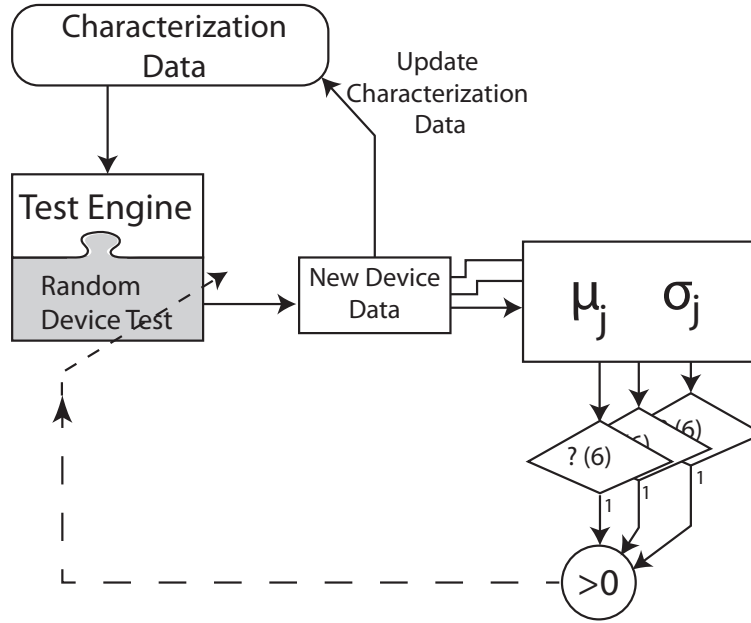 Characterization
Data
Update
Characterization
Data
Test Engine
Random
Device Test
New Device
Data
μj σj
? (6)
6)
(6)
1
1
1
>0